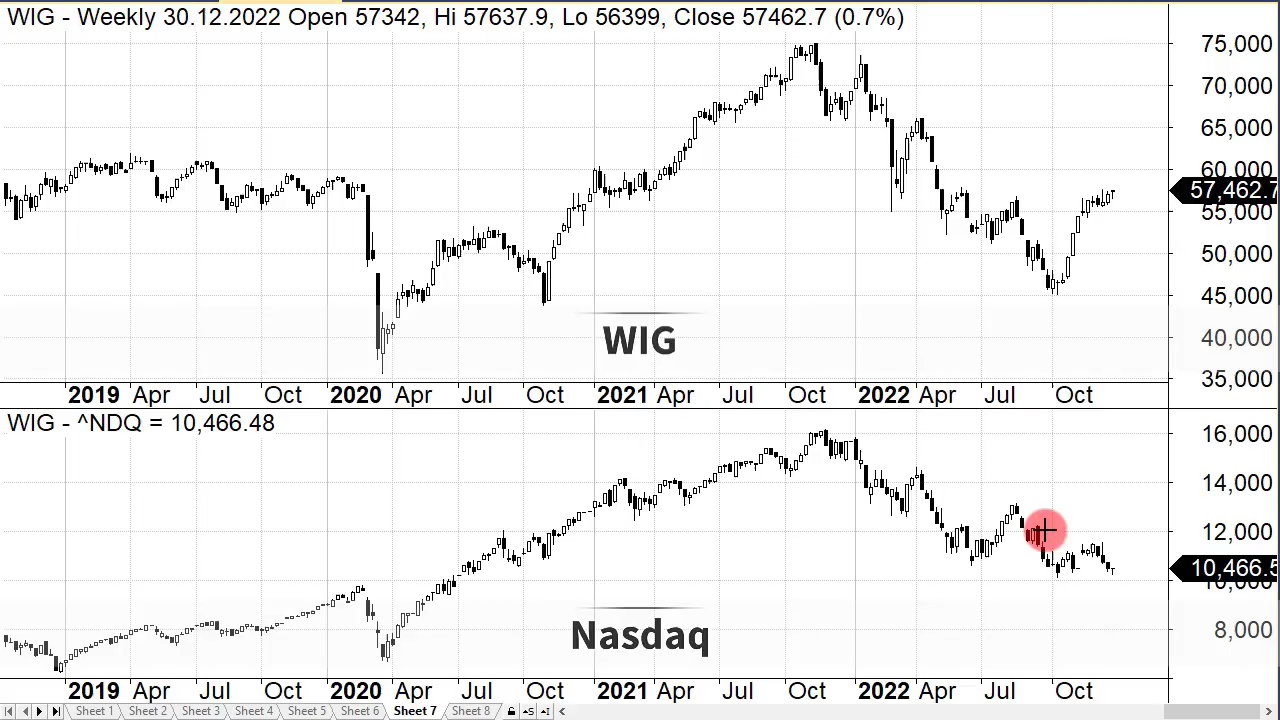 WIG - Weekly 30.12.2022 Open 57342, Hi 57637.9, Lo 56399, Close 57462.7 (0.7%)
75,000
70,000
65,000
60,000
57,462.7
55,000
50,000
45,000
40,000
35,000
WIG
2019 Apr Jul Oct 2020 Apr Jul Oct 2021 Apr Jul Oct 2022 Apr Jul Oct
WIG - ^NDQ = 10,466.48
16,000
14,000
12,000
10,466.5
10,000
8,000
Nasdaq
2019 Apr Jul Oct 2020 Apr Jul Oct 2021 Apr Jul Oct 2022 Apr Jul Oct
Sheet 1 Sheet 2 Sheet 3 Sheet 4 Sheet 5 Sheet 6 Sheet 7 Sheet 8